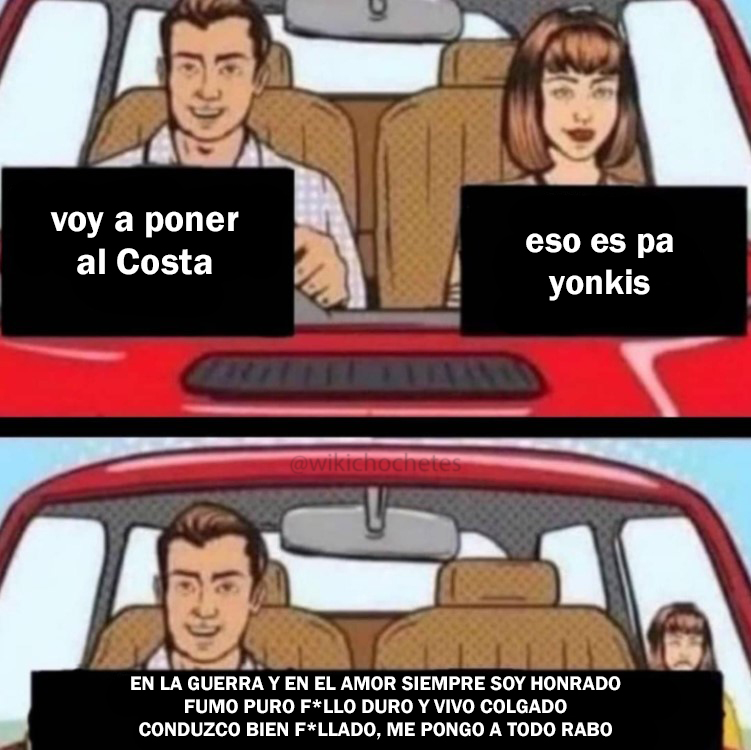 voy a poner
al Costa
eso es pa
yonkis
@wikichochetes
EN LA GUERRA Y EN EL AMOR SIEMPRE SOY HONRADO
FUMO PURO F*LLO DURO Y VIVO COLGADO
CONDUZCO BIEN F*LLADO, ME PONGO A TODO RABO